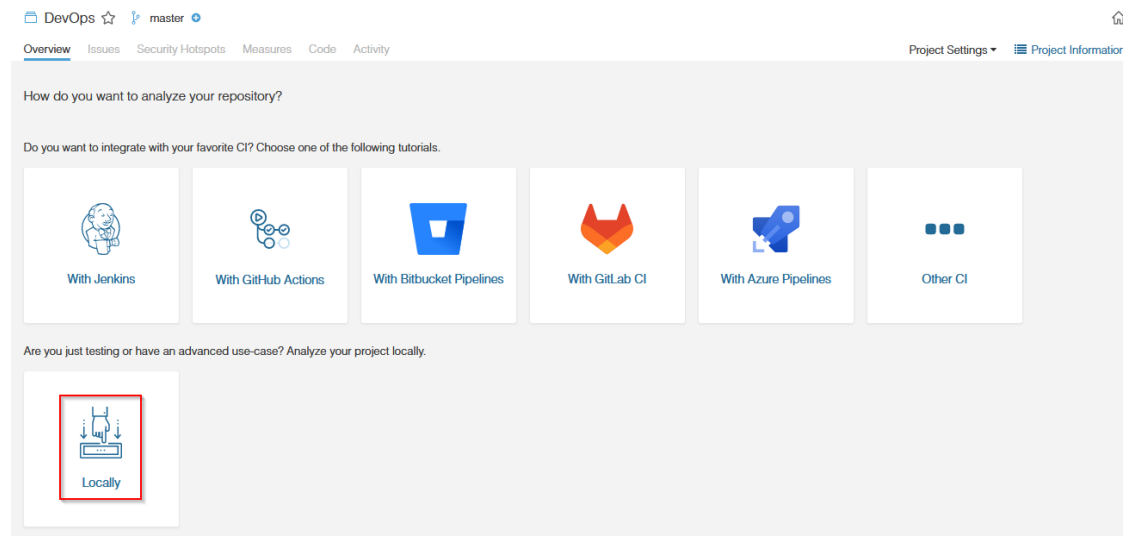 DevOps master
Overview Issues Security Hotspots Measures Code Activity Project Settings Project Information
How do you want to analyze your repository?
Do you want to integrate with your favorite CI? Choose one of the following tutorials.
With Jenkins With GitHub Actions With Bitbucket Pipelines With GitLab CI With Azure Pipelines Other CI
Are you just testing or have an advanced use-case? Analyze your project locally.
Locally